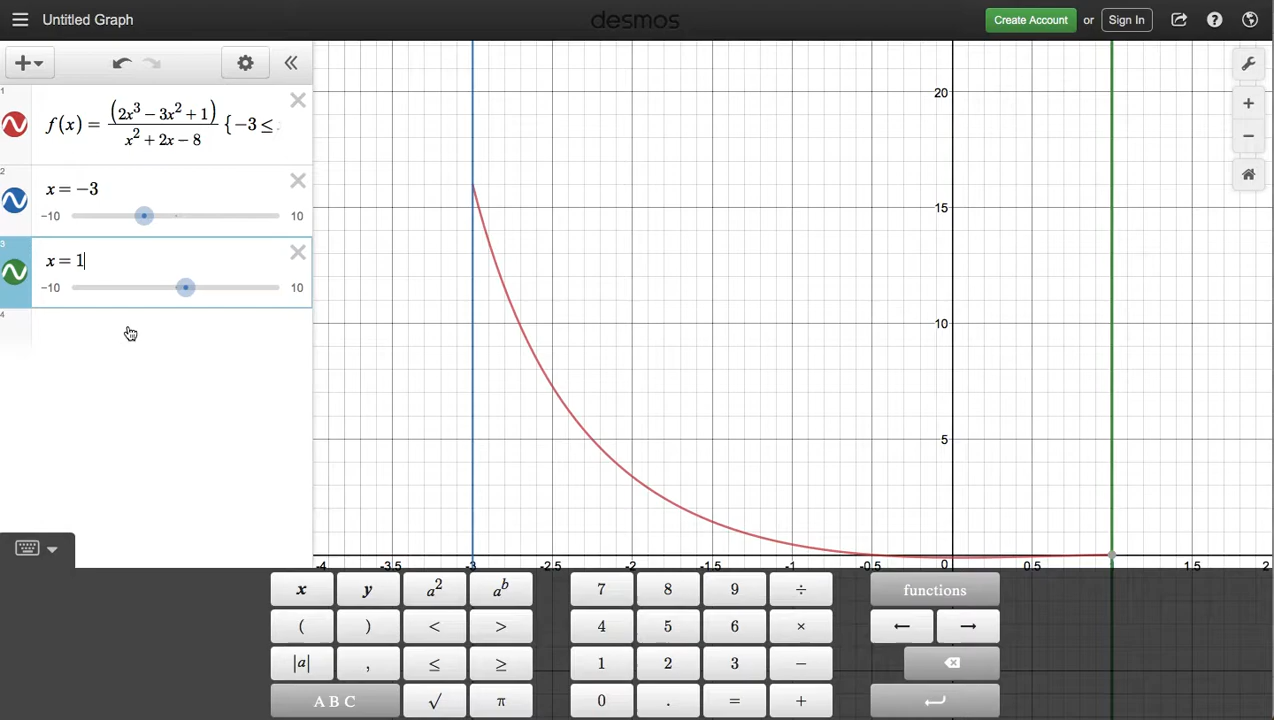 Untitled Graph
desmos
Create Account or Sign In
1
f(x) = (2x³ − 3x² + 1) / x² + 2x − 8 {−3 ≤
2
x = −3
−10 10
3
x = 1
−10 10
4
20
15
10
5
-4 -3.5 -3 -2.5 -2 -1.5 -1 -0.5 0 0.5 1.5 2
x y a² aᵇ 7 8 9 ÷ functions
( ) < > 4 5 6 × ← →
|a| , ≤ ≥ 1 2 3 −
A B C √ π 0 . = +